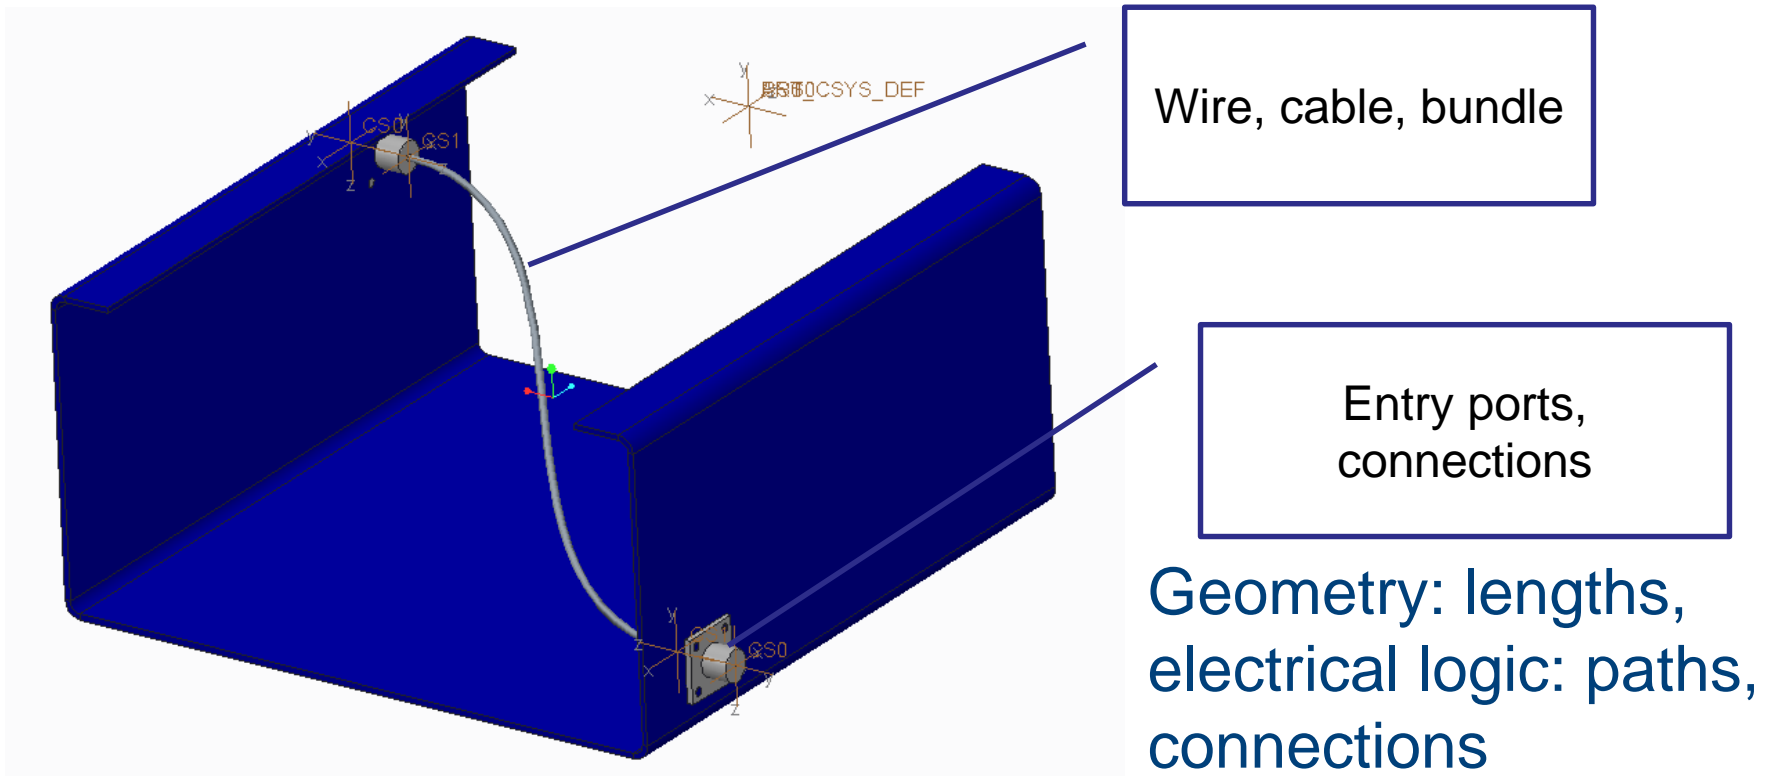 Wire, cable, bundle
Entry ports,
connections
Geometry: lengths,
electrical logic: paths,
connections
CS0
CS1
CSYS_DEF
CS0
y
x
y
x
z
z
y
x
z
x
y
z